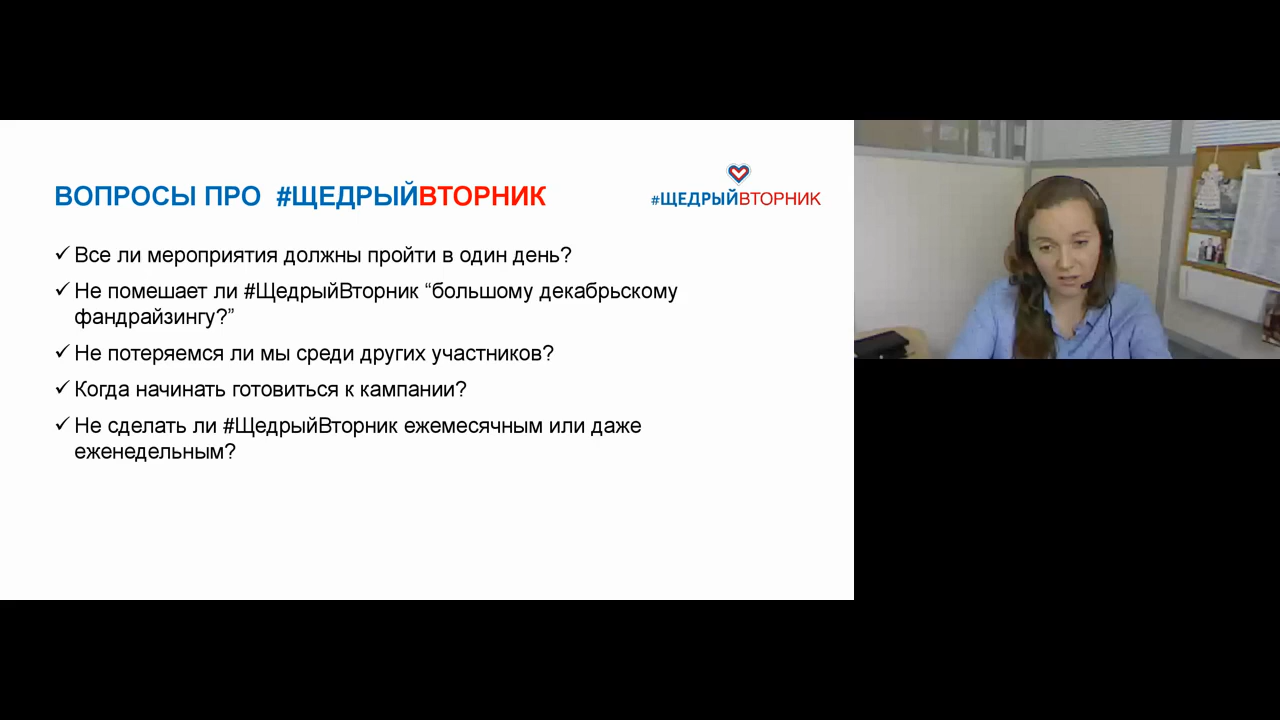 ВОПРОСЫ ПРО #ЩЕДРЫЙВТОРНИК
#ЩЕДРЫЙВТОРНИК
Все ли мероприятия должны пройти в один день?
Не помешает ли #ЩедрыйВторник “большому декабрьскому
фандрайзингу?”
Не потеряемся ли мы среди других участников?
Когда начинать готовиться к кампании?
Не сделать ли #ЩедрыйВторник ежемесячным или даже
еженедельным?